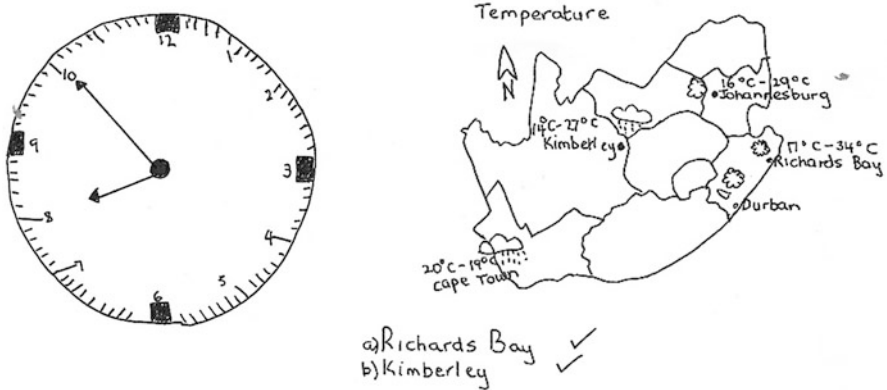 12
1
2
3
4
5
6
7
8
9
10
Temperature
N
16°C-29°C
Johannesburg
14°C-27°C
Kimberley
17°C-34°C
Richards Bay
Durban
20°C-19°C
Cape Town
a)Richards Bay
b)Kimberley